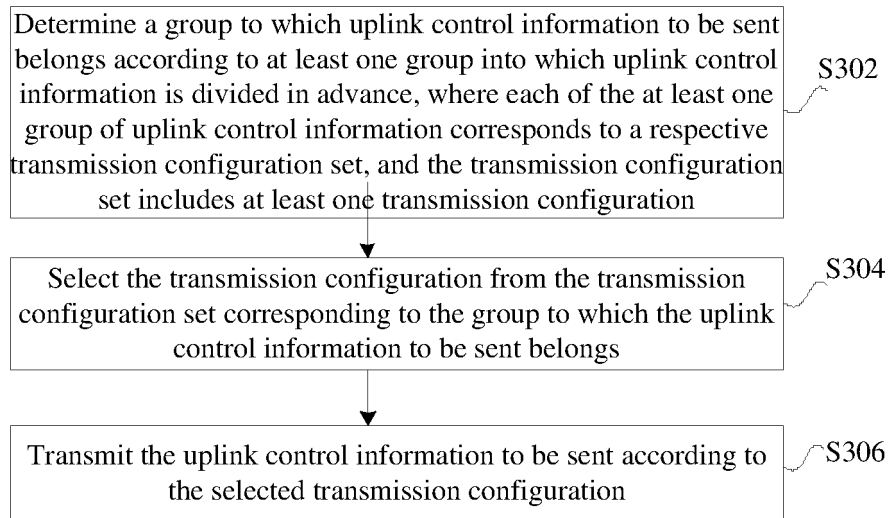 Determine a group to which uplink control information to be sent
belongs according to at least one group into which uplink control
information is divided in advance, where each of the at least one
group of uplink control information corresponds to a respective
transmission configuration set, and the transmission configuration
set includes at least one transmission configuration
S302
Select the transmission configuration from the transmission
configuration set corresponding to the group to which the uplink
control information to be sent belongs
S304
Transmit the uplink control information to be sent according to
the selected transmission configuration
S306